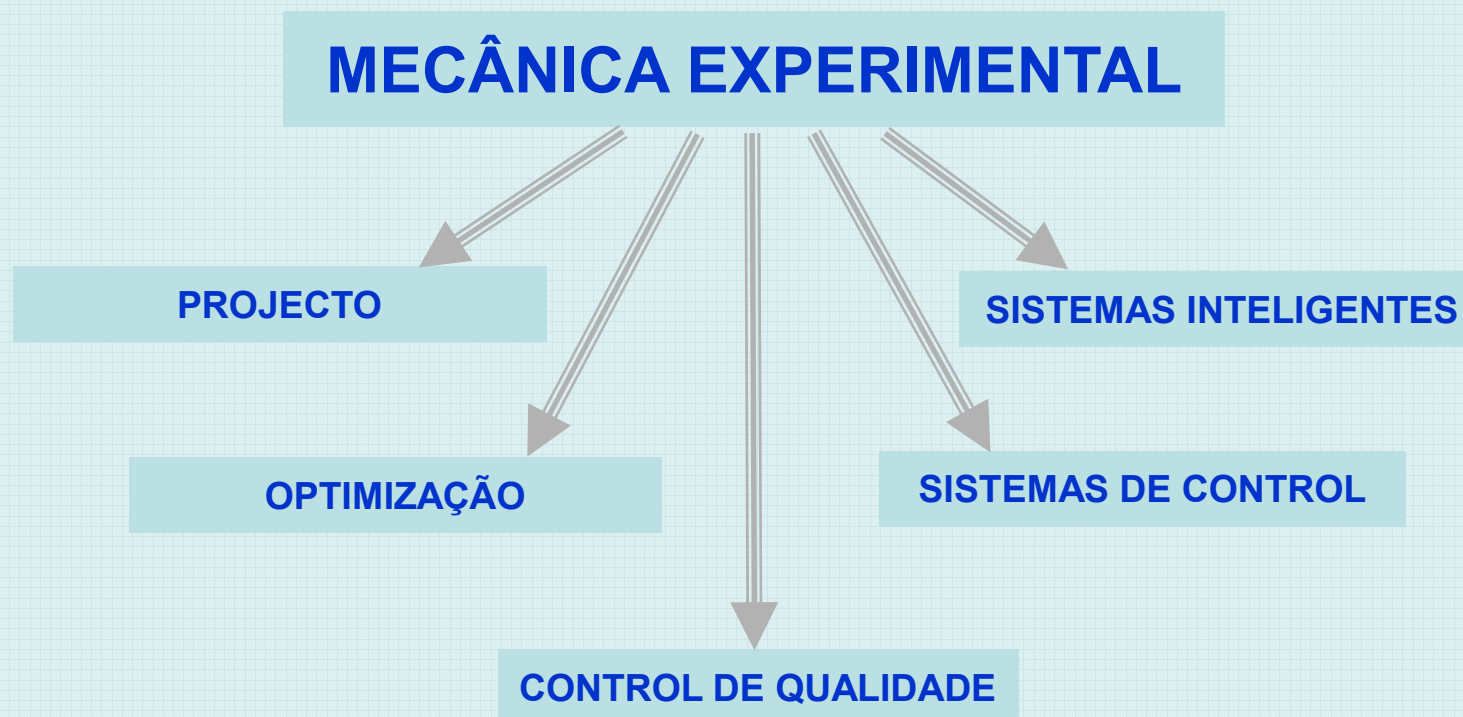 MECÂNICA EXPERIMENTAL
PROJECTO
SISTEMAS INTELIGENTES
OPTIMIZAÇÃO
SISTEMAS DE CONTROL
CONTROL DE QUALIDADE